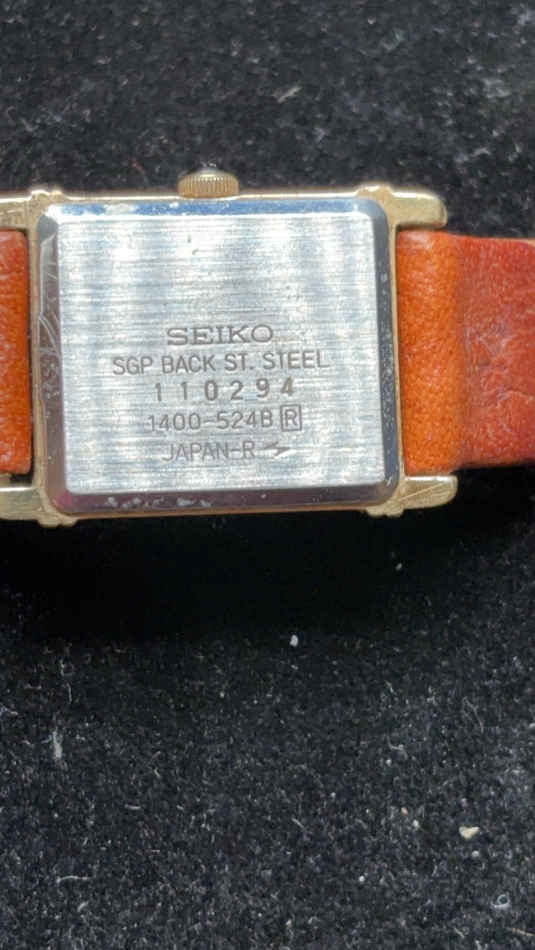 SEIKO
SGP BACK ST. STEEL
110294
1400-524B R
JAPAN-R